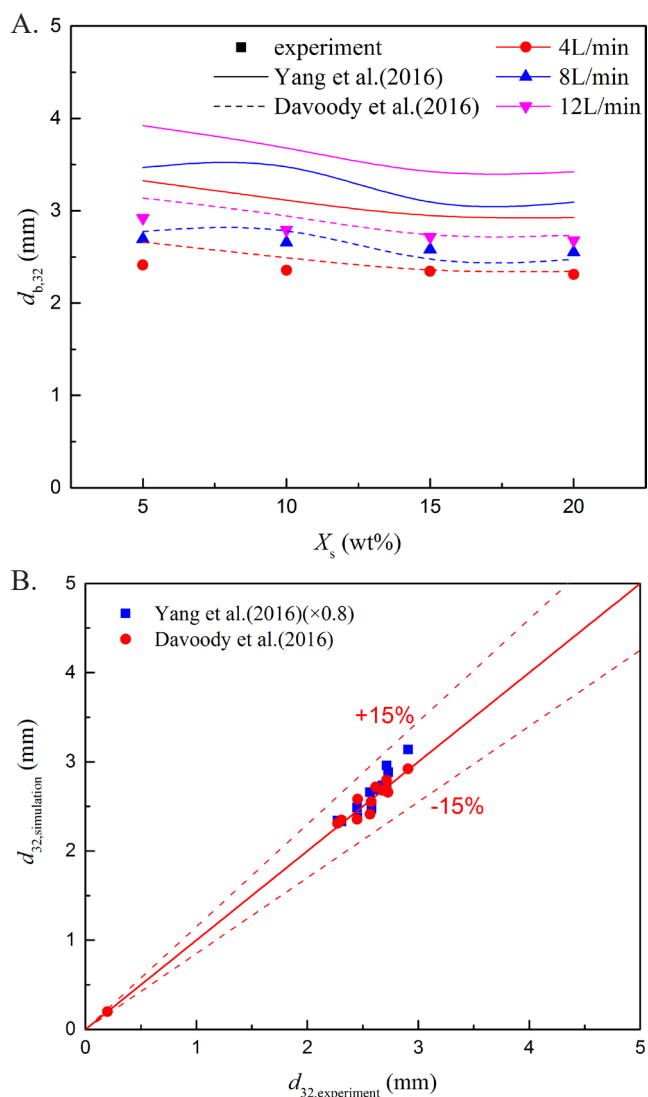 A.
experiment
Yang et al.(2016)
Davoody et al.(2016)
4L/min
8L/min
12L/min
5
4
3
2
1
0
d_b,32 (mm)
5
10
15
20
X_s (wt%)
B.
Yang et al.(2016)(×0.8)
Davoody et al.(2016)
+15%
-15%
5
4
3
2
1
0
d_32,simulation (mm)
0
1
2
3
4
5
d_32,experiment (mm)